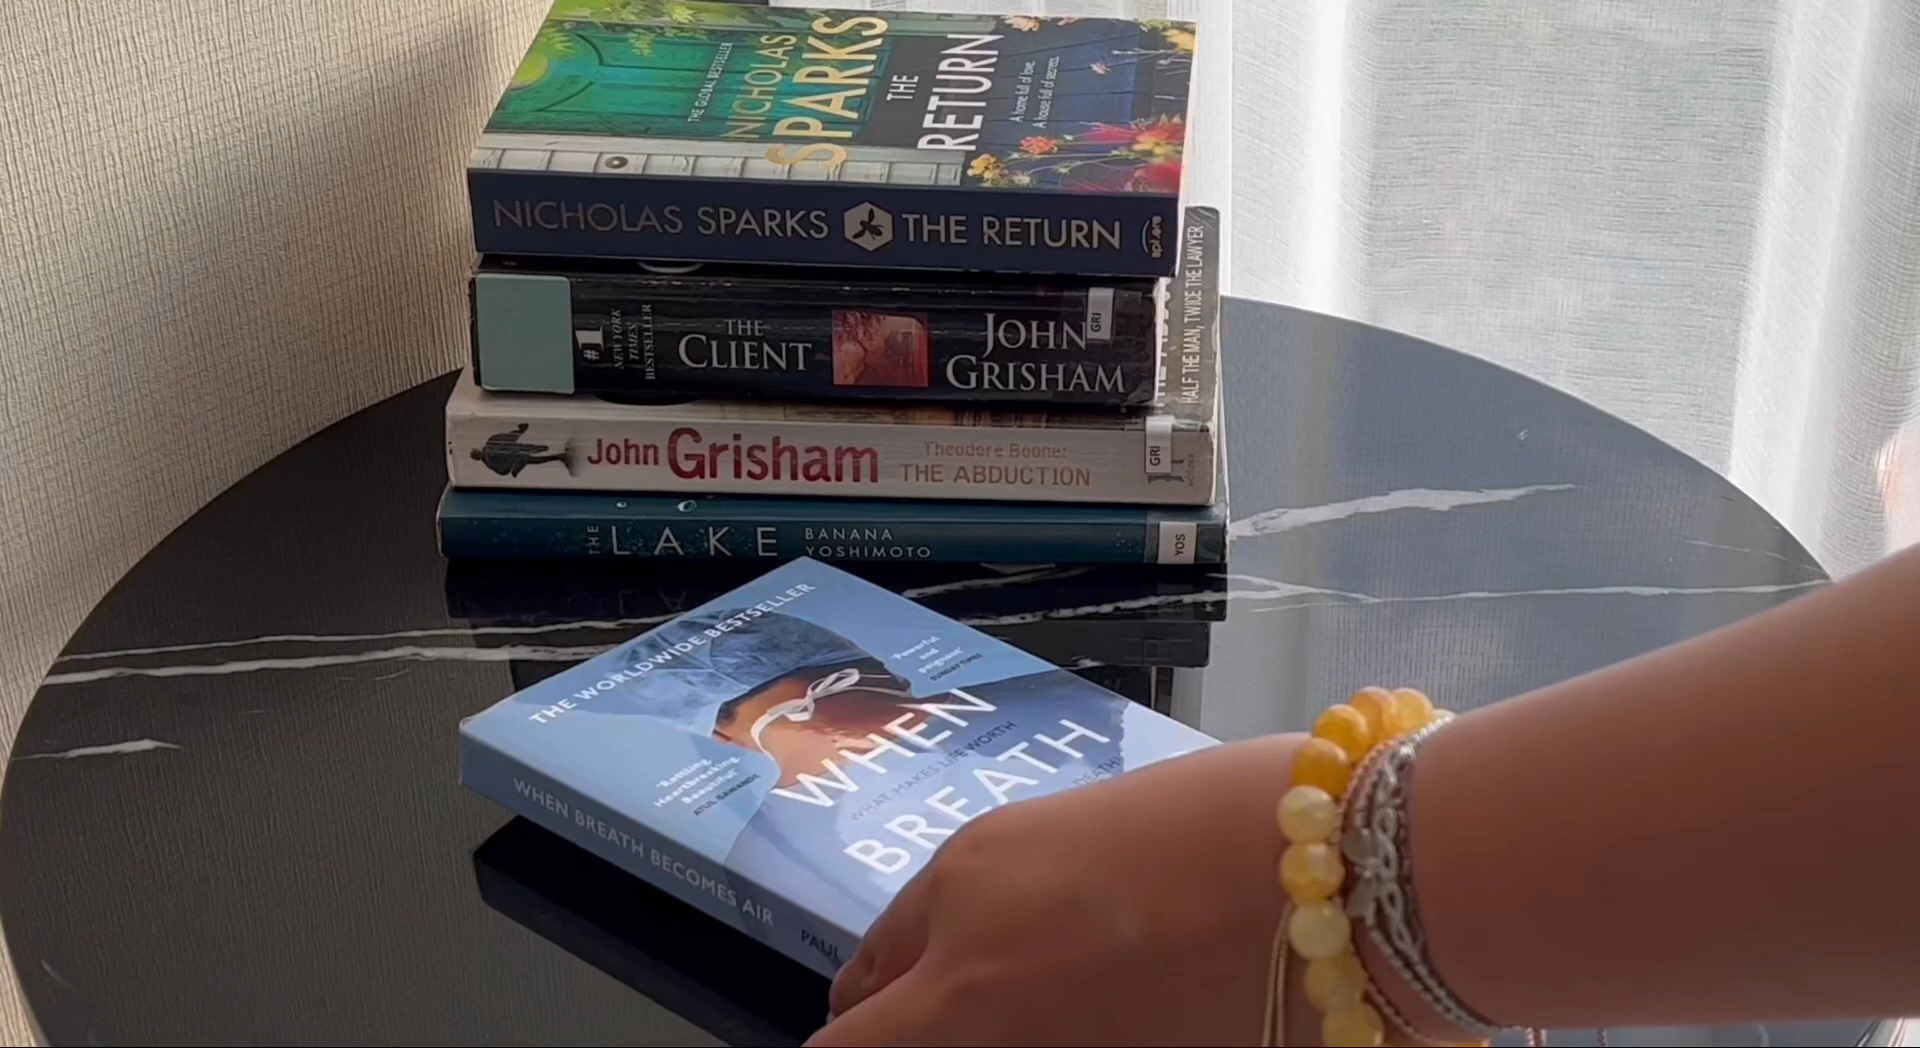 THE GLOBAL BESTSELLER
NICHOLAS
SPARKS
THE
RETURN
A home full of love.
A house full of secrets.
NICHOLAS SPARKS THE RETURN
#1
NEW YORK
TIMES
BESTSELLER
THE
CLIENT
JOHN
GRISHAM
GRI
HALF THE MAN, TWICE THE LAWYER
John Grisham
Theodore Boone:
THE ABDUCTION
GRI
THE
LAKE
BANANA
YOSHIMOTO
YOS
THE WORLDWIDE BESTSELLER
'Powerful
and
poignant'
SUNDAY TIMES
'Rattling.
Heartbreaking.
Beautiful'
ATUL GAWANDE
WHEN
WHAT MAKES LIFE WORTH
BREATH
DEATH
WHEN BREATH BECOMES AIR
PAUL